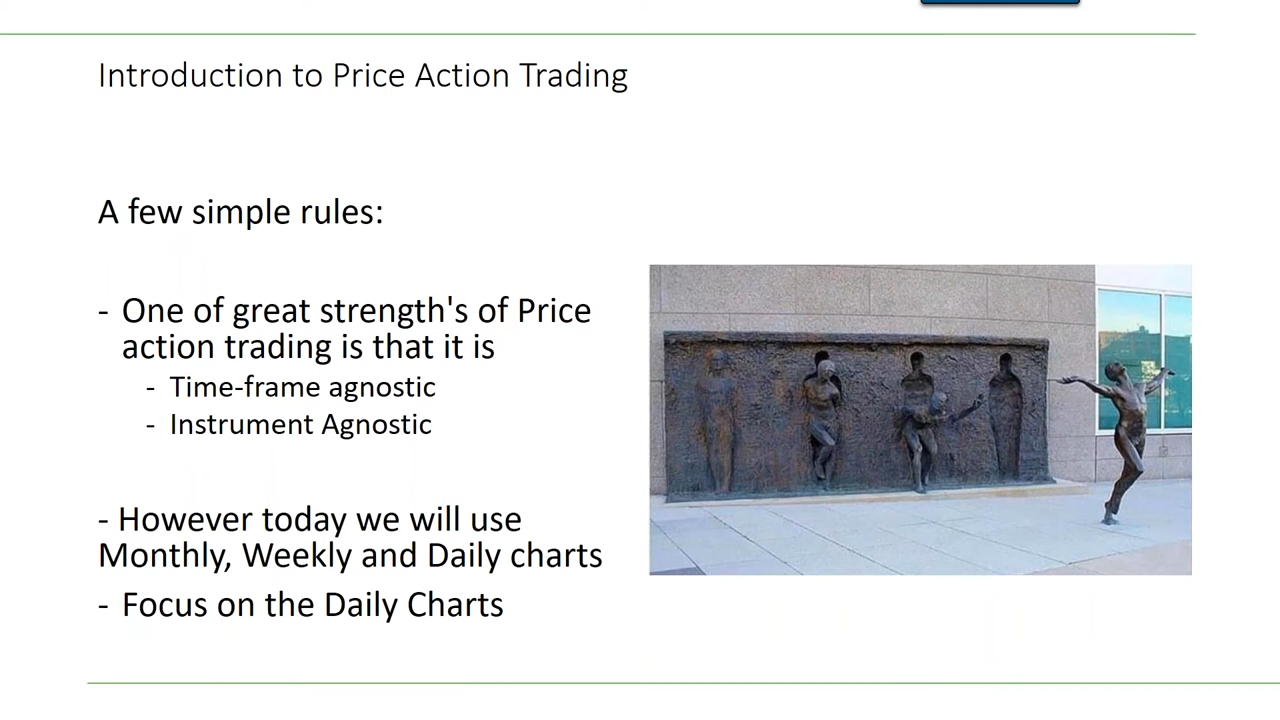 Introduction to Price Action Trading
A few simple rules:
- One of great strength's of Price
action trading is that it is
- Time-frame agnostic
- Instrument Agnostic
- However today we will use
Monthly, Weekly and Daily charts
- Focus on the Daily Charts